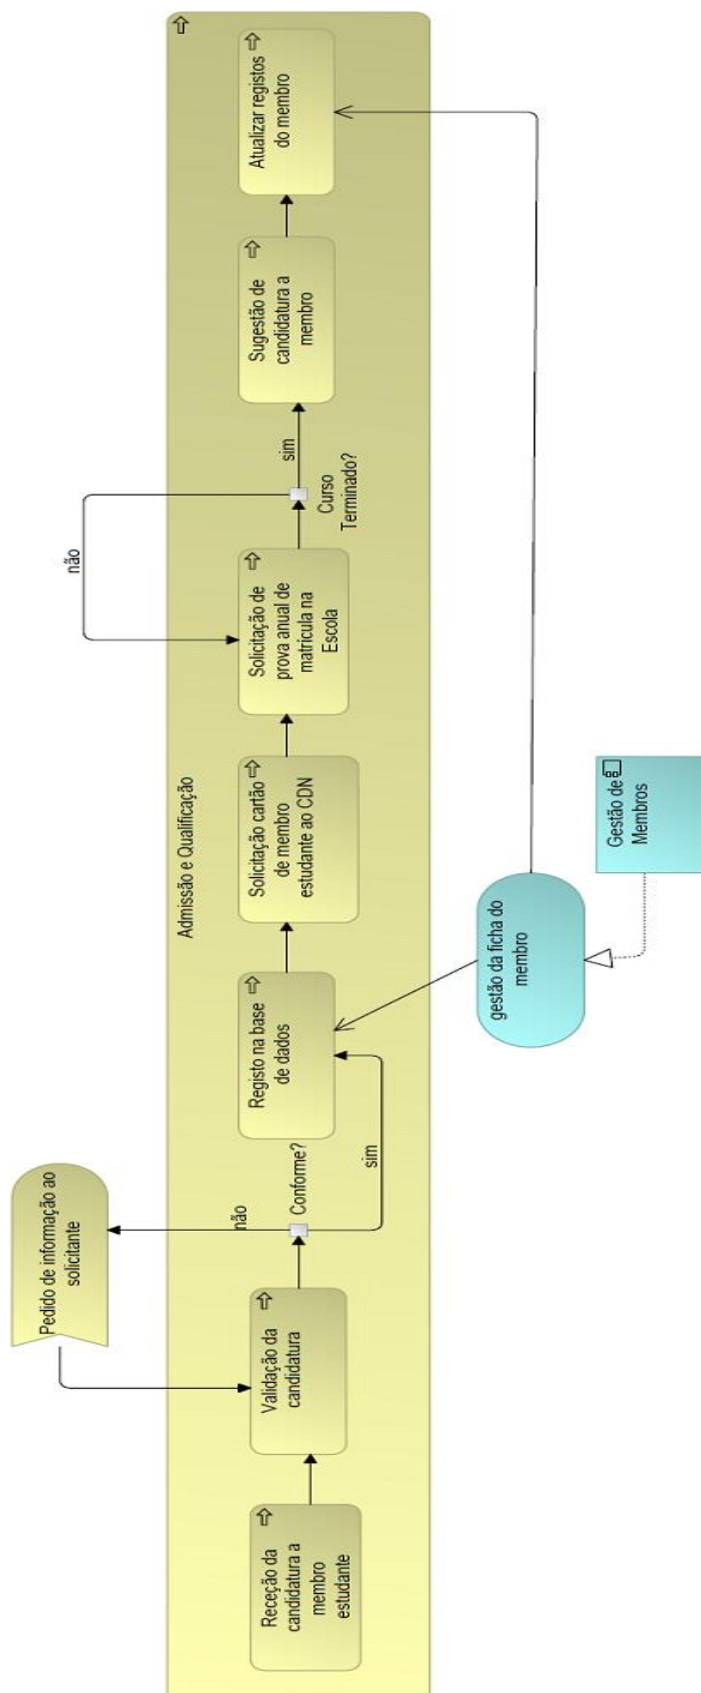 Admissão e Qualificação
Receção da
candidatura a
membro
estudante
Validação da
candidatura
Pedido de informação ao
solicitante
não
Conforme?
sim
Registo na base
de dados
Solicitação cartão
de membro
estudante ao CDN
Solicitação de
prova anual de
matricula na
Escola
não
Curso
Terminado?
sim
Sugestão de
candidatura a
membro
Atualizar registos
do membro
gestão da ficha do
membro
Gestão de
Membros